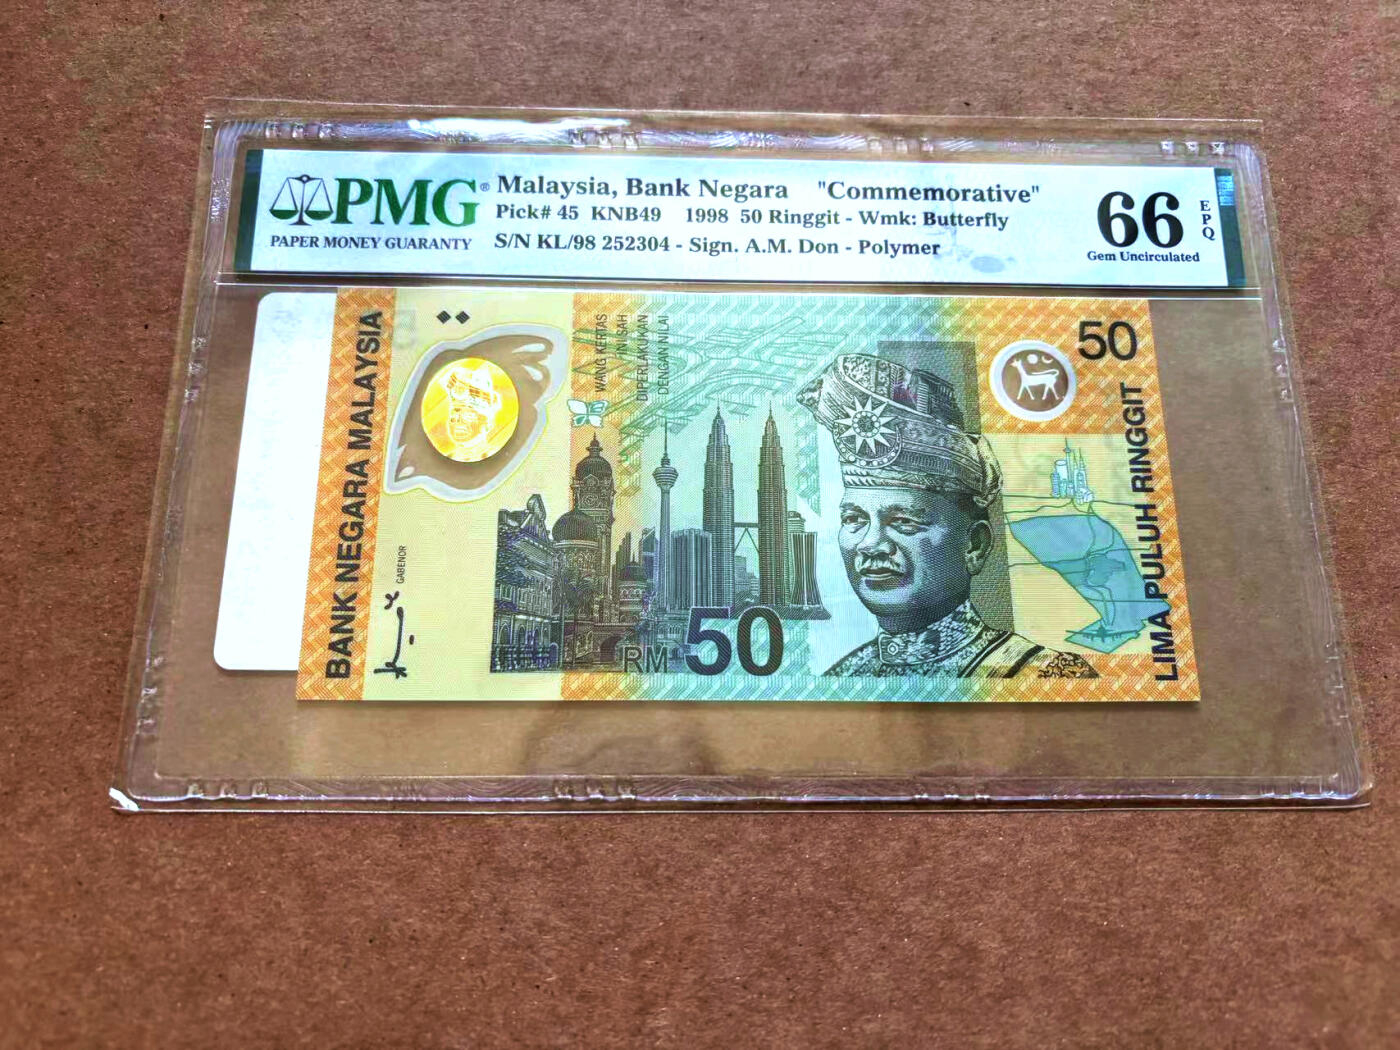 PMG®
PAPER MONEY GUARANTY
Malaysia, Bank Negara "Commemorative"
Pick# 45 KNB49 1998 50 Ringgit - Wmk: Butterfly
S/N KL/98 252304 - Sign. A.M. Don - Polymer
66
EPQ
Gem Uncirculated
BANK NEGARA MALAYSIA
GABENOR
WANG KERTAS
INI SAH
DIPERLAKUKAN
DENGAN NILAI
50
LIMA PULUH RINGGIT
RM 50